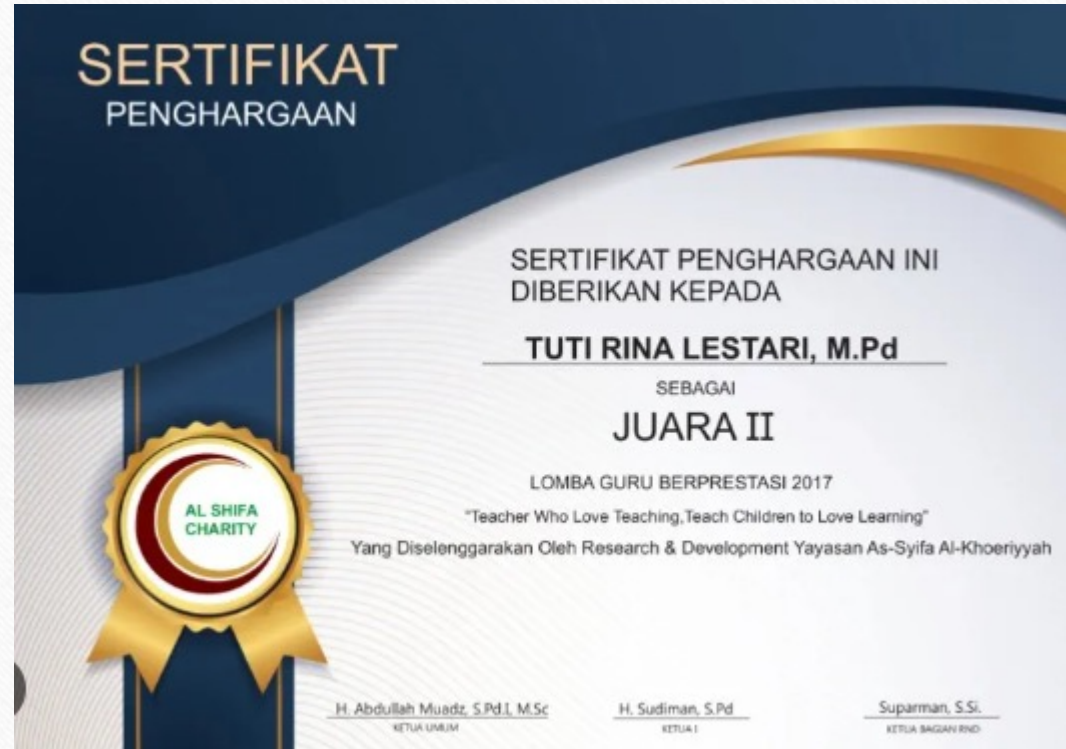 SERTIFIKAT
PENGHARGAAN
SERTIFIKAT PENGHARGAAN INI
DIBERIKAN KEPADA
TUTI RINA LESTARI, M.Pd
SEBAGAI
JUARA II
LOMBA GURU BERPRESTASI 2017
"Teacher Who Love Teaching,Teach Children to Love Learning"
Yang Diselenggarakan Oleh Research & Development Yayasan As-Syifa Al-Khoeriyyah
AL SHIFA
CHARITY
H. Abdullah Muadz, S.Pd.I, M.Sc
KETUA UMUM
H. Sudiman, S.Pd
KETUA I
Suparman, S.Si.
KETUA BAGIAN RND